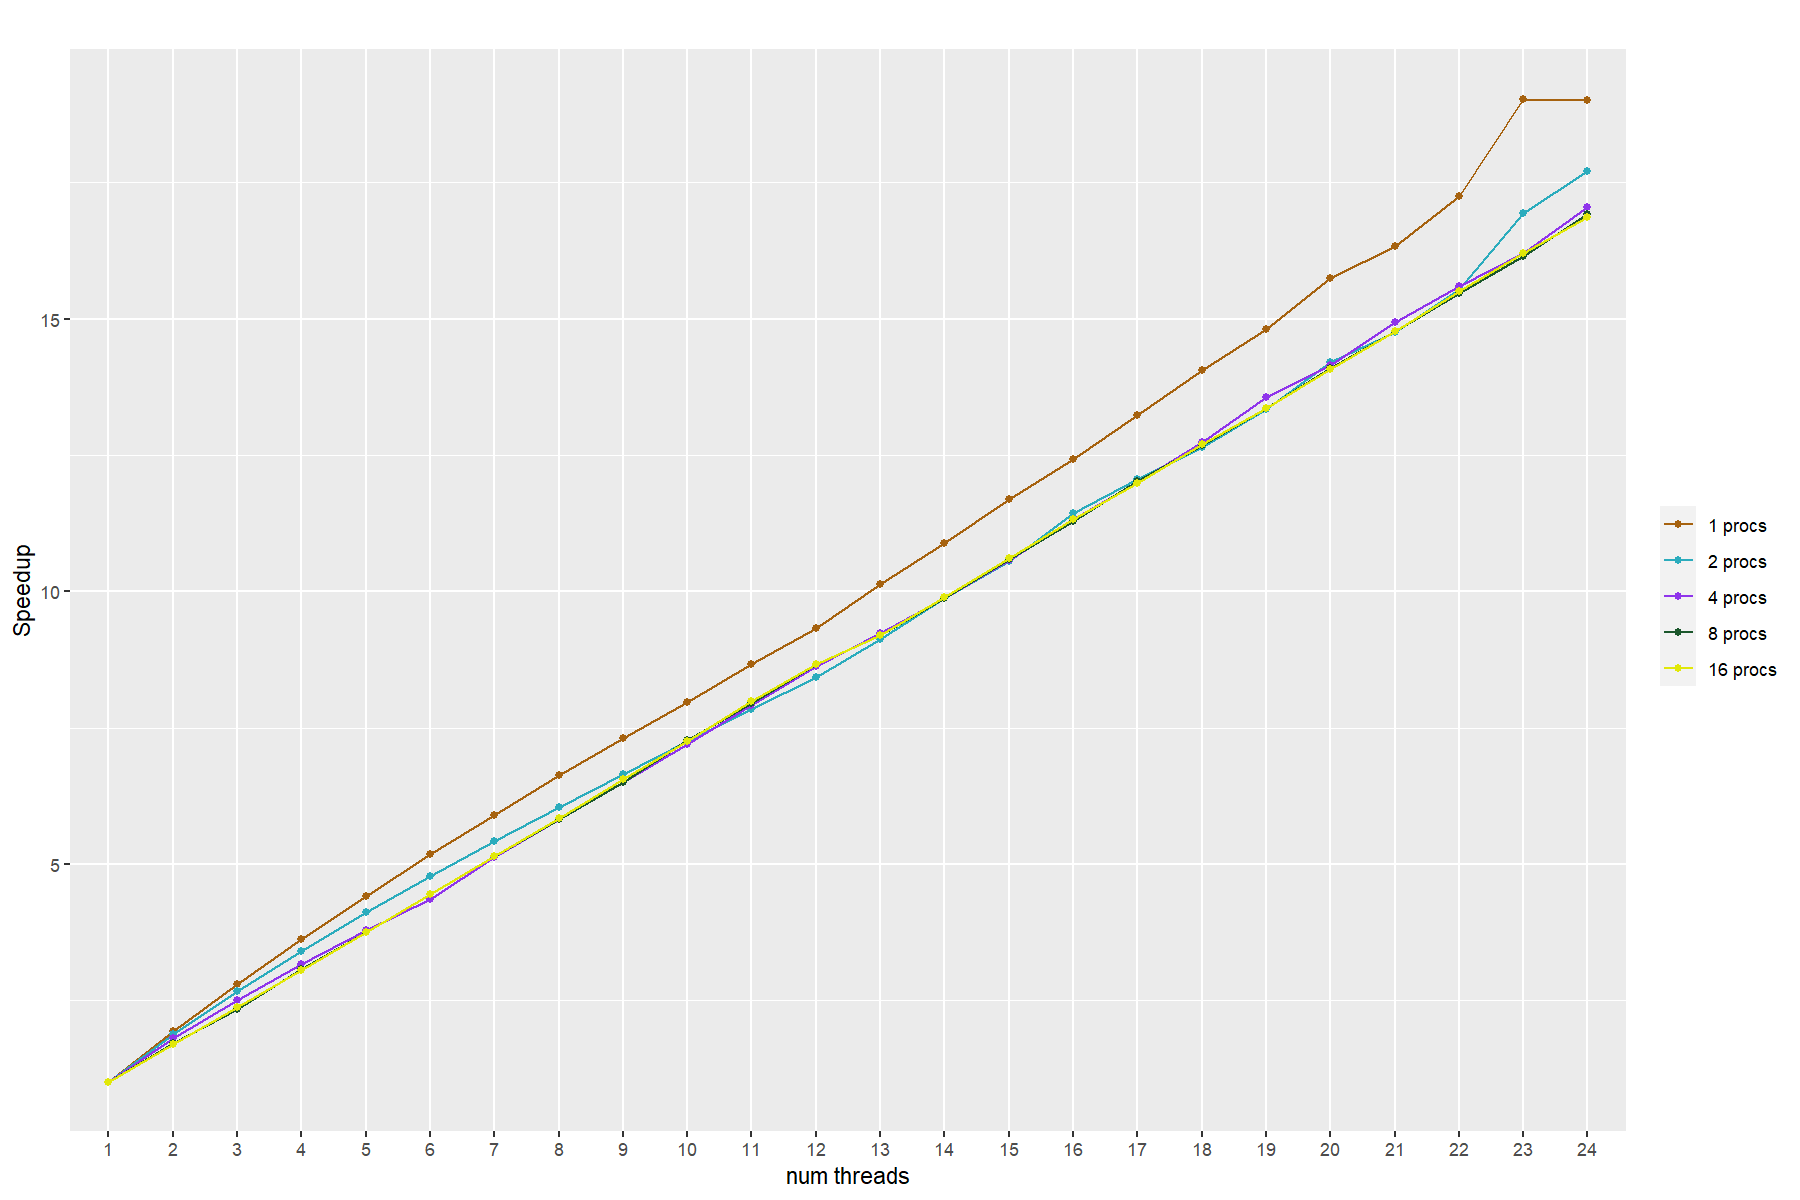 Speedup
15
10
5
1 2 3 4 5 6 7 8 9 10 11 12 13 14 15 16 17 18 19 20 21 22 23 24
num threads
1 procs
2 procs
4 procs
8 procs
16 procs